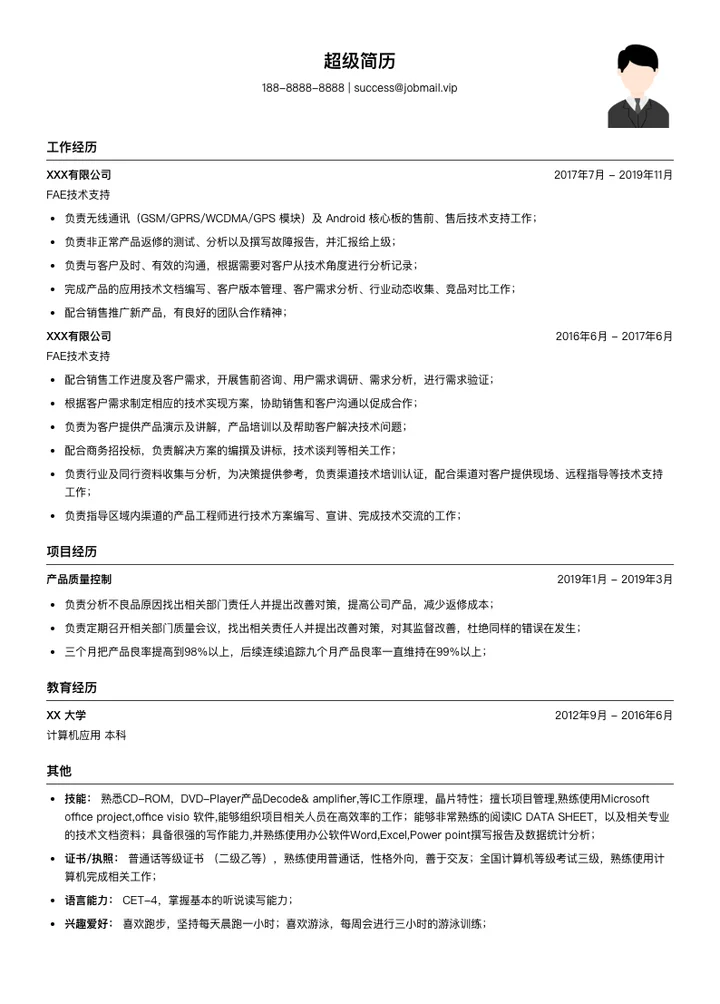 超级简历
188-8888-8888 | success@jobmail.vip
工作经历
XXX有限公司 2017年7月 – 2019年11月
FAE技术支持
• 负责无线通讯（GSM/GPRS/WCDMA/GPS 模块）及 Android 核心板的售前、售后技术支持工作；
• 负责非正常产品返修的测试、分析以及撰写故障报告，并汇报给上级；
• 负责与客户及时、有效的沟通，根据需要对客户从技术角度进行分析记录；
• 完成产品的应用技术文档编写、客户版本管理、客户需求分析、行业动态收集、竞品对比工作；
• 配合销售推广新产品，有良好的团队合作精神；
XXX有限公司 2016年6月 – 2017年6月
FAE技术支持
• 配合销售工作进度及客户需求，开展售前咨询、用户需求调研、需求分析，进行需求验证；
• 根据客户需求制定相应的技术实现方案，协助销售和客户沟通以促成合作；
• 负责为客户提供产品演示及讲解，产品培训以及帮助客户解决技术问题；
• 配合商务招投标，负责解决方案的编撰及讲标，技术谈判等相关工作；
• 负责行业及同行资料收集与分析，为决策提供参考，负责渠道技术培训认证，配合渠道对客户提供现场、远程指导等技术支持
工作；
• 负责指导区域内渠道的产品工程师进行技术方案编写、宣讲、完成技术交流的工作；
项目经历
产品质量控制 2019年1月 – 2019年3月
• 负责分析不良品原因找出相关部门责任人并提出改善对策，提高公司产品，减少返修成本；
• 负责定期召开相关部门质量会议，找出相关责任人并提出改善对策，对其监督改善，杜绝同样的错误在发生；
• 三个月把产品良率提高到98%以上，后续连续追踪九个月产品良率一直维持在99%以上；
教育经历
XX 大学 2012年9月 – 2016年6月
计算机应用 本科
其他
• 技能： 熟悉CD-ROM，DVD-Player产品Decode& amplifier,等IC工作原理，晶片特性；擅长项目管理,熟练使用Microsoft
office project,office visio 软件,能够组织项目相关人员在高效率的工作；能够非常熟练的阅读IC DATA SHEET，以及相关专业
的技术文档资料；具备很强的写作能力,并熟练使用办公软件Word,Excel,Power point撰写报告及数据统计分析；
• 证书/执照： 普通话等级证书 （二级乙等），熟练使用普通话，性格外向，善于交友；全国计算机等级考试三级，熟练使用计
算机完成相关工作；
• 语言能力： CET-4，掌握基本的听说读写能力；
• 兴趣爱好： 喜欢跑步，坚持每天晨跑一小时；喜欢游泳，每周会进行三小时的游泳训练；